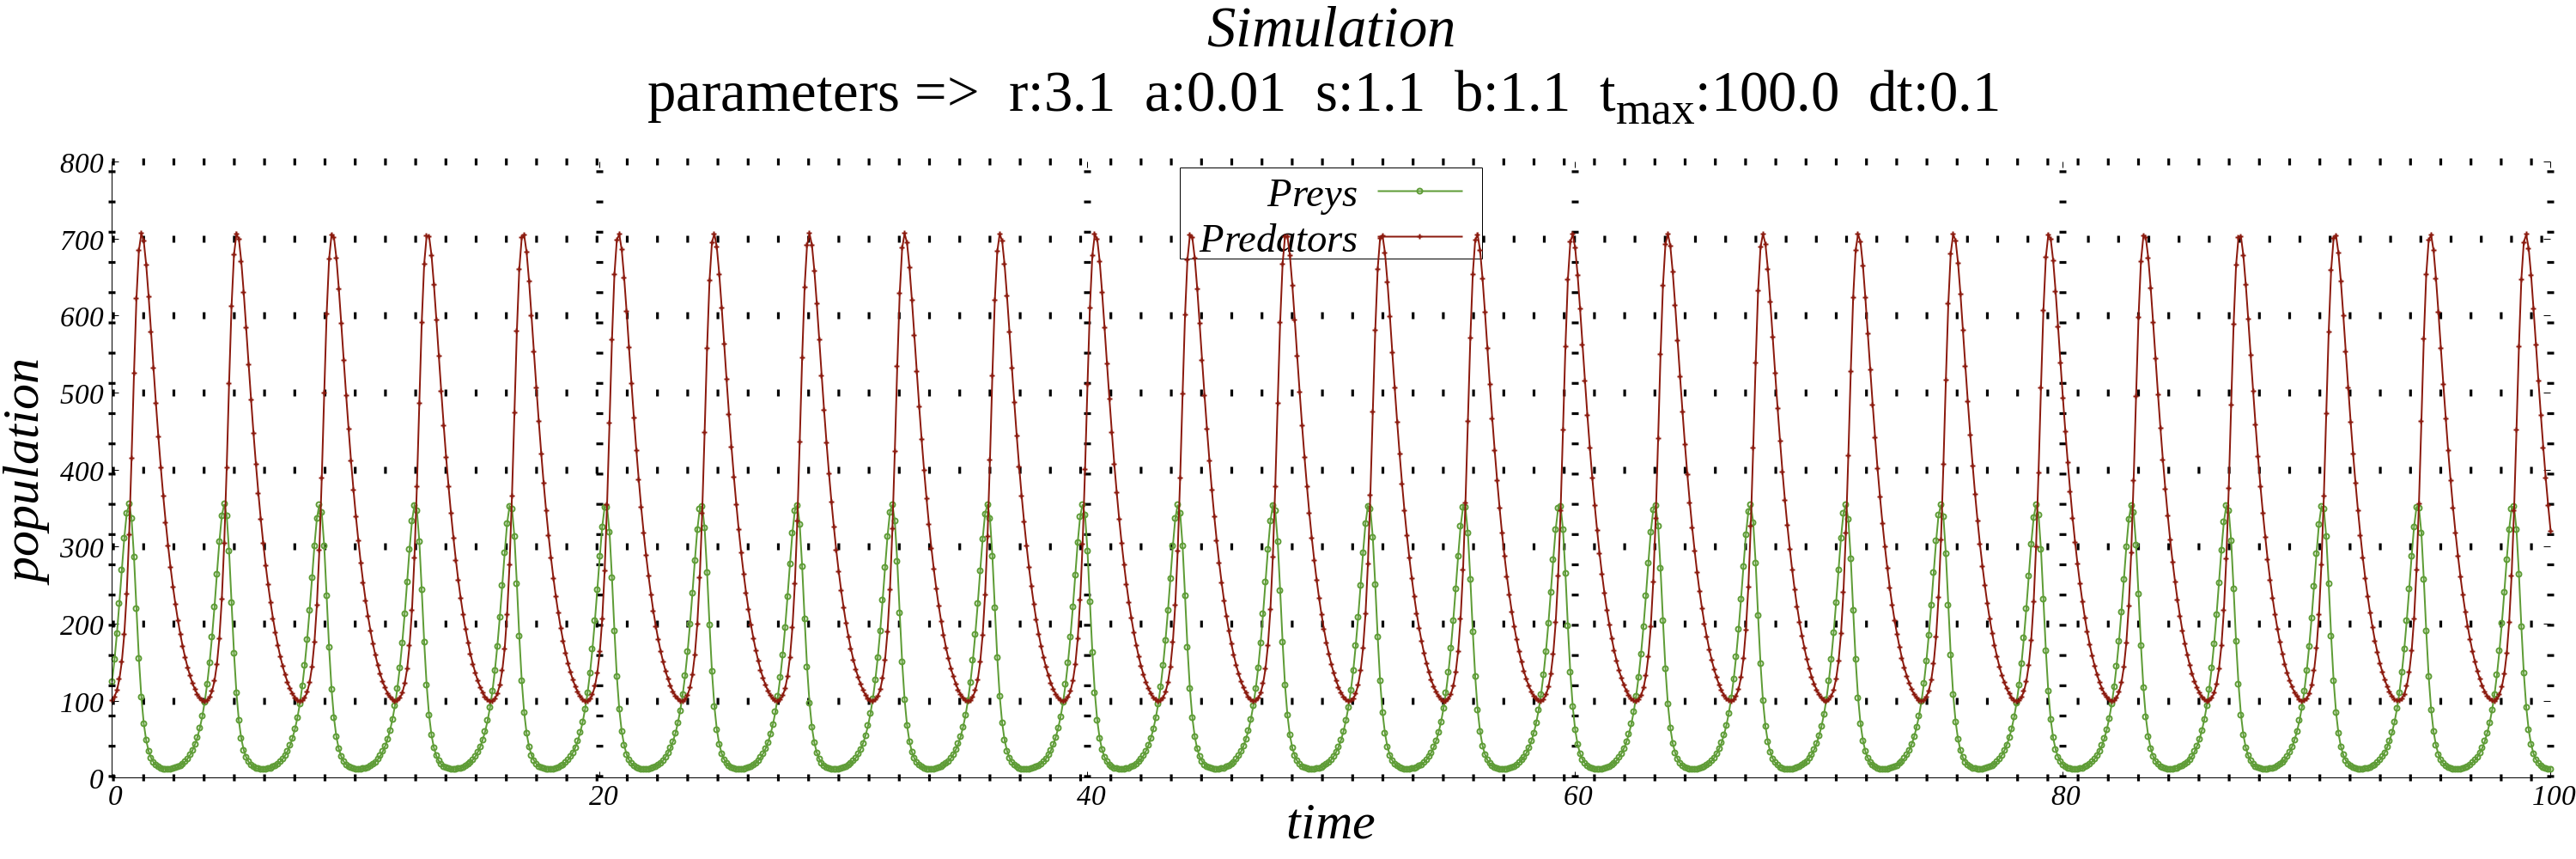 Simulation
parameters => r:3.1 a:0.01 s:1.1 b:1.1 tmax:100.0 dt:0.1
800
700
600
500
400
300
200
100
0
population
Preys
Predators
0 20 40 60 80 100
time